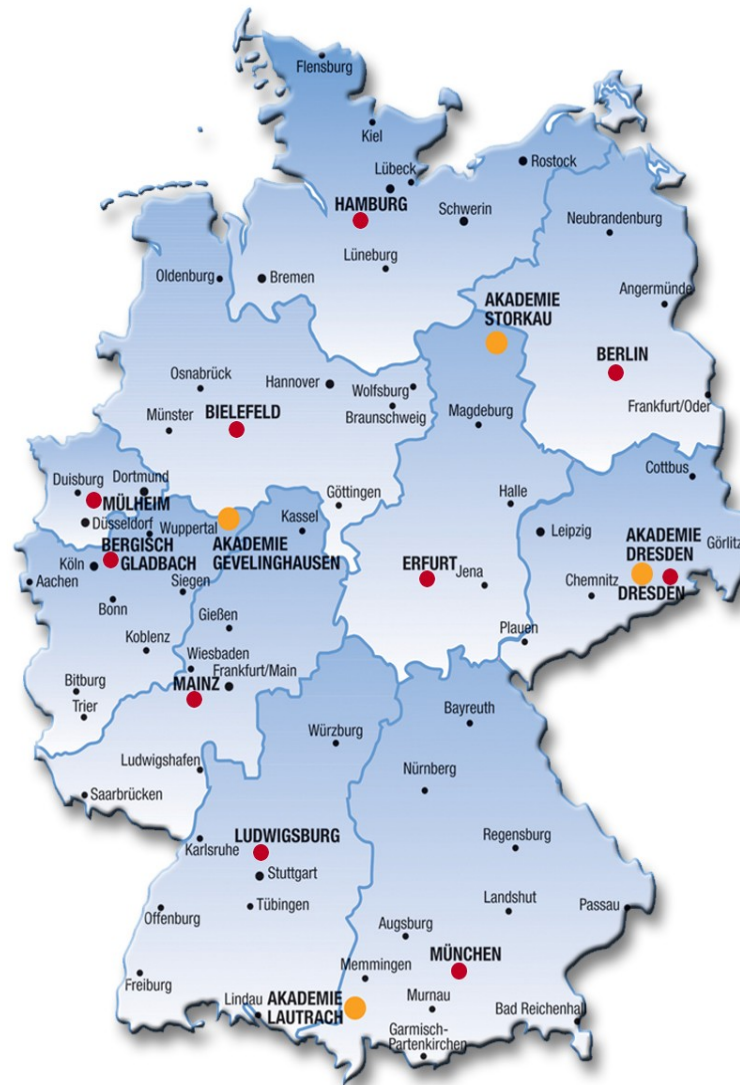 Flensburg
Kiel
Lübeck
Rostock
HAMBURG
Schwerin
Neubrandenburg
Lüneburg
Oldenburg
Bremen
Angermünde
AKADEMIE
STORKAU
BERLIN
Osnabrück
Hannover
Wolfsburg
Braunschweig
Frankfurt/Oder
Münster
BIELEFELD
Magdeburg
Duisburg
Dortmund
Cottbus
MÜLHEIM
Göttingen
Halle
Düsseldorf
Wuppertal
Kassel
Leipzig
AKADEMIE
DRESDEN
Görlitz
BERGISCH
GLADBACH
AKADEMIE
GEVELINGHAUSEN
Köln
Aachen
Siegen
ERFURT
Jena
Chemnitz
DRESDEN
Bonn
Gießen
Plauen
Koblenz
Wiesbaden
Frankfurt/Main
MAINZ
Bitburg
Trier
Bayreuth
Würzburg
Ludwigshafen
Nürnberg
Saarbrücken
LUDWIGSBURG
Karlsruhe
Regensburg
Stuttgart
Tübingen
Offenburg
Landshut
Passau
Augsburg
MÜNCHEN
Memmingen
Freiburg
Lindau
AKADEMIE
LAUTRACH
Murnau
Bad Reichenhall
Garmisch-
Partenkirchen